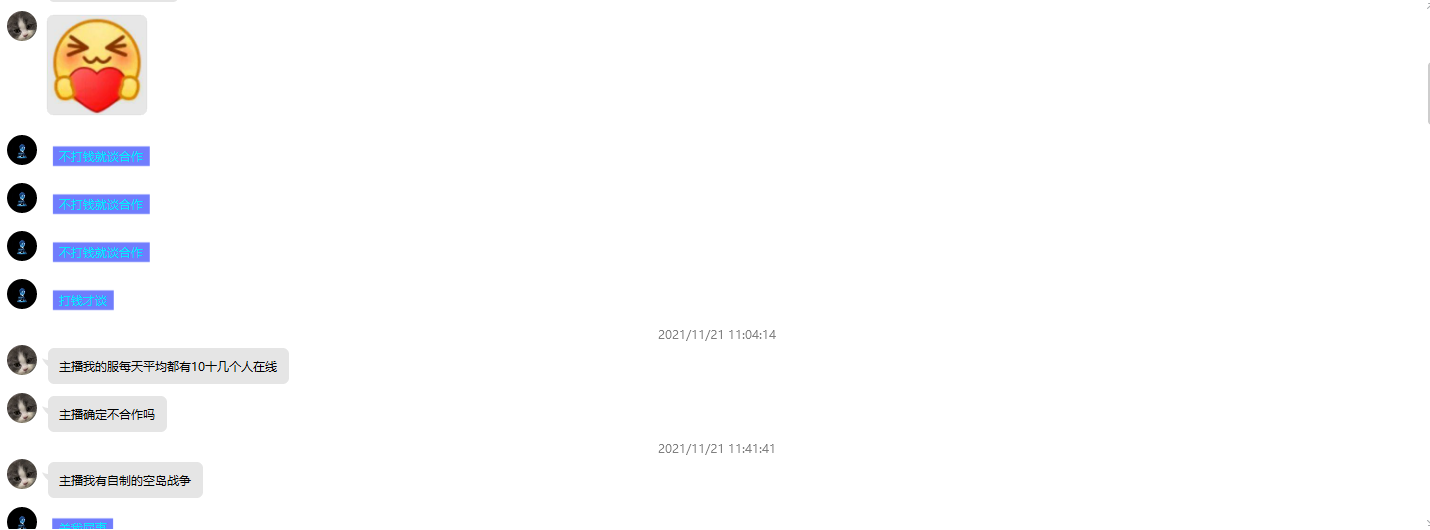 不打钱就谈合作
不打钱就谈合作
不打钱就谈合作
打钱才谈
2021/11/21 11:04:14
主播我的服每天平均都有10十几个人在线
主播确定不合作吗
2021/11/21 11:41:41
主播我有自制的空岛战争